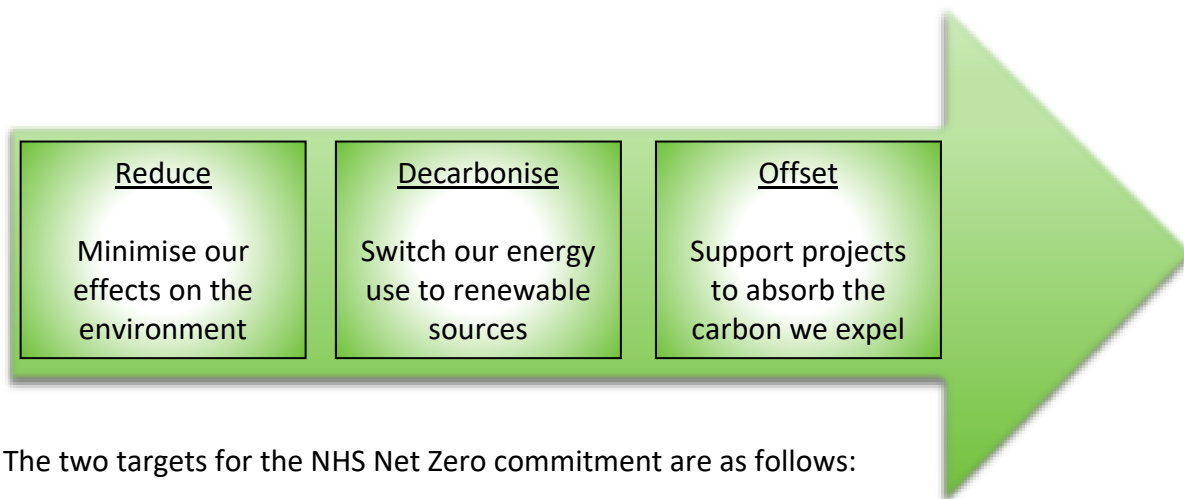 Reduce
Minimise our
effects on the
environment
Decarbonise
Switch our energy
use to renewable
sources
Offset
Support projects
to absorb the
carbon we expel
The two targets for the NHS Net Zero commitment are as follows: